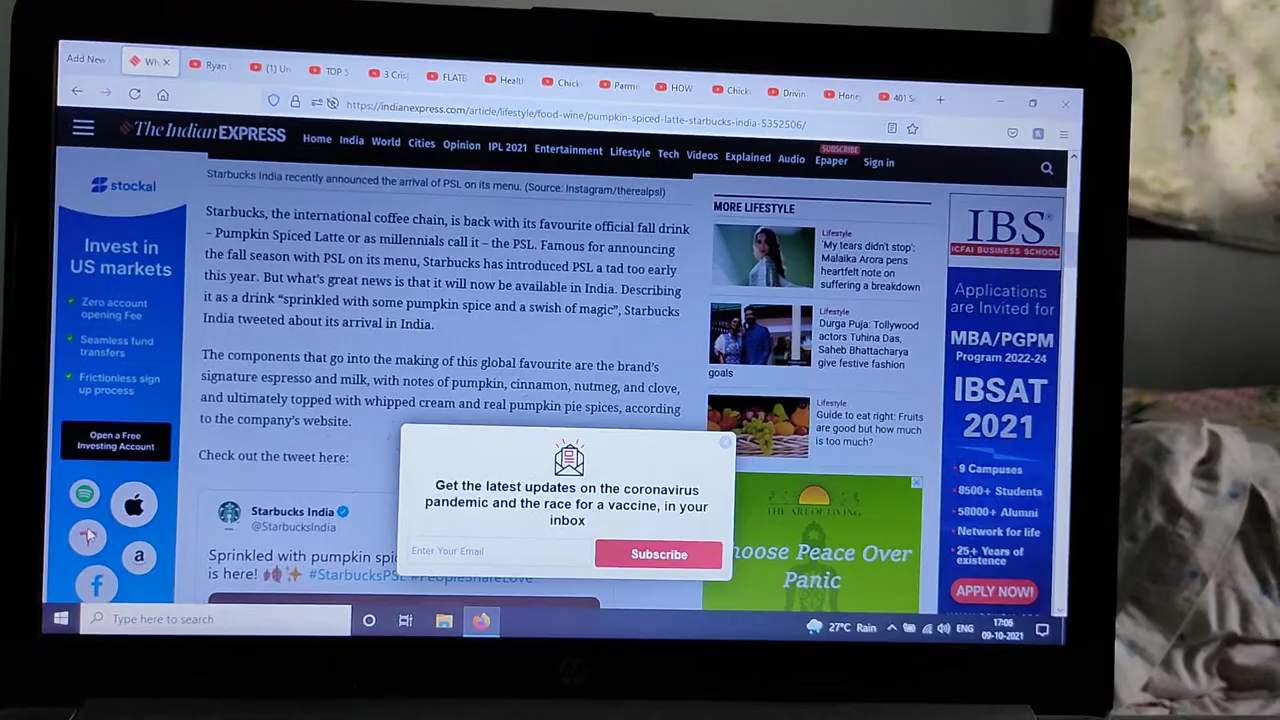 Add New
Wh
Ryan
(1) Un
TOP 5
3 Cris
FLATE
Healt
Chick
Parme
HOW
Chick
Drivin
Hone
401 Sc
https://indianexpress.com/article/lifestyle/food-wine/pumpkin-spiced-latte-starbucks-india-5352506/
The Indian EXPRESS
Home India World Cities Opinion IPL 2021 Entertainment Lifestyle Tech Videos Explained Audio Epaper Sign in
SUBSCRIBE
stockal
Invest in
US markets
Zero account
opening Fee
Seamless fund
transfers
Frictionless sign
up process
Open a Free
Investing Account
a
f
Starbucks India recently announced the arrival of PSL on its menu. (Source: Instagram/therealpsl)
Starbucks, the international coffee chain, is back with its favourite official fall drink
– Pumpkin Spiced Latte or as millennials call it – the PSL. Famous for announcing
the fall season with PSL on its menu, Starbucks has introduced PSL a tad too early
this year. But what's great news is that it will now be available in India. Describing
it as a drink "sprinkled with some pumpkin spice and a swish of magic", Starbucks
India tweeted about its arrival in India.
The components that go into the making of this global favourite are the brand's
signature espresso and milk, with notes of pumpkin, cinnamon, nutmeg, and clove,
and ultimately topped with whipped cream and real pumpkin pie spices, according
to the company's website.
Check out the tweet here:
Starbucks India
@StarbucksIndia
Sprinkled with pumpkin spi
is here! #StarbucksPSL #PeopleShareLove
Get the latest updates on the coronavirus
pandemic and the race for a vaccine, in your
inbox
Enter Your Email
Subscribe
MORE LIFESTYLE
Lifestyle
'My tears didn't stop':
Malaika Arora pens
heartfelt note on
suffering a breakdown
Lifestyle
Durga Puja: Tollywood
actors Tuhina Das,
Saheb Bhattacharya
give festive fashion
goals
Lifestyle
Guide to eat right: Fruits
are good but how much
is too much?
THE ART OF LIVING
hoose Peace Over
Panic
IBS
ICFAI BUSINESS SCHOOL
Applications
are Invited for
MBA/PGPM
Program 2022-24
IBSAT
2021
9 Campuses
8500+ Students
58000+ Alumni
Network for life
25+ Years of
existence
APPLY NOW!
Type here to search
27°C Rain
ENG
17:05
09-10-2021
hp